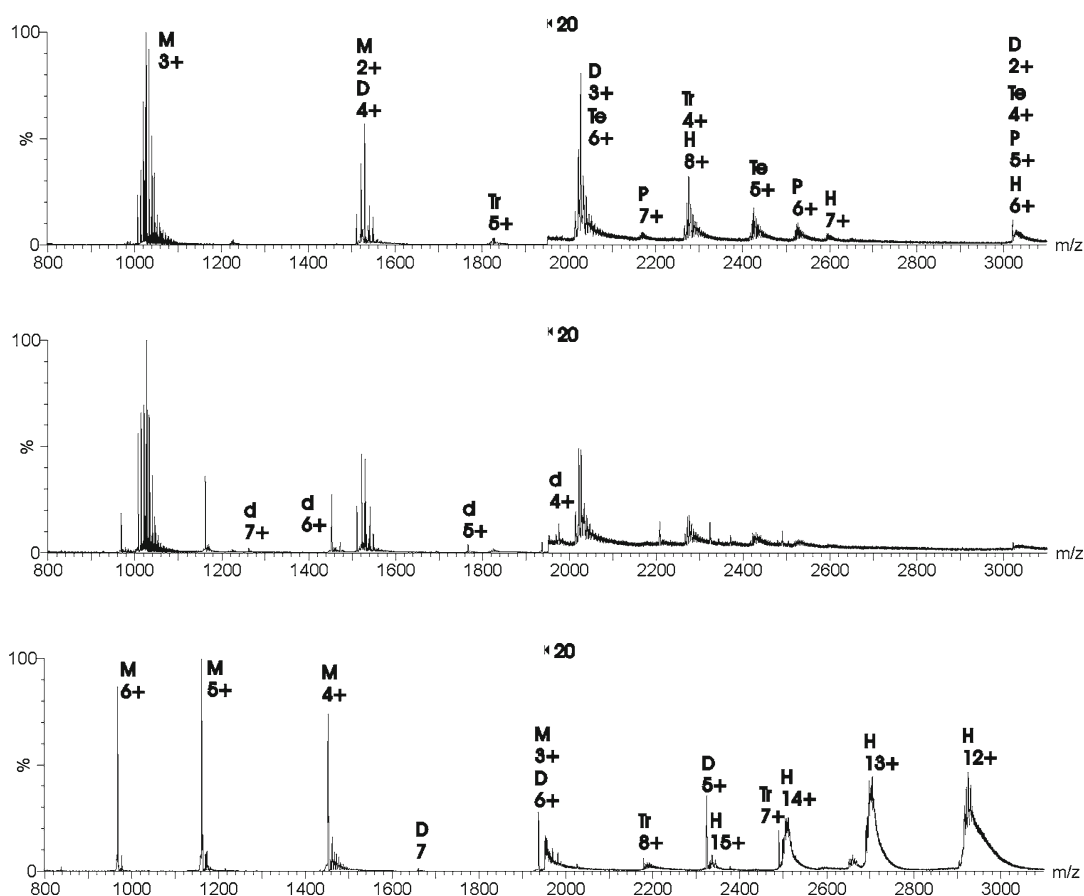 ×20
100
%
0
M
3+
M
2+
D
4+
Tr
5+
D
3+
Te
6+
P
7+
Tr
4+
H
8+
Te
5+
P
6+
H
7+
D
2+
Te
4+
P
5+
H
6+
800 1000 1200 1400 1600 1800 2000 2200 2400 2600 2800 3000 m/z
×20
100
%
0
d
7+
d
6+
d
5+
d
4+
800 1000 1200 1400 1600 1800 2000 2200 2400 2600 2800 3000 m/z
×20
100
%
0
M
6+
M
5+
M
4+
D
7
M
3+
D
6+
Tr
8+
D
5+
H
15+
Tr
7+
H
14+
H
13+
H
12+
800 1000 1200 1400 1600 1800 2000 2200 2400 2600 2800 3000 m/z